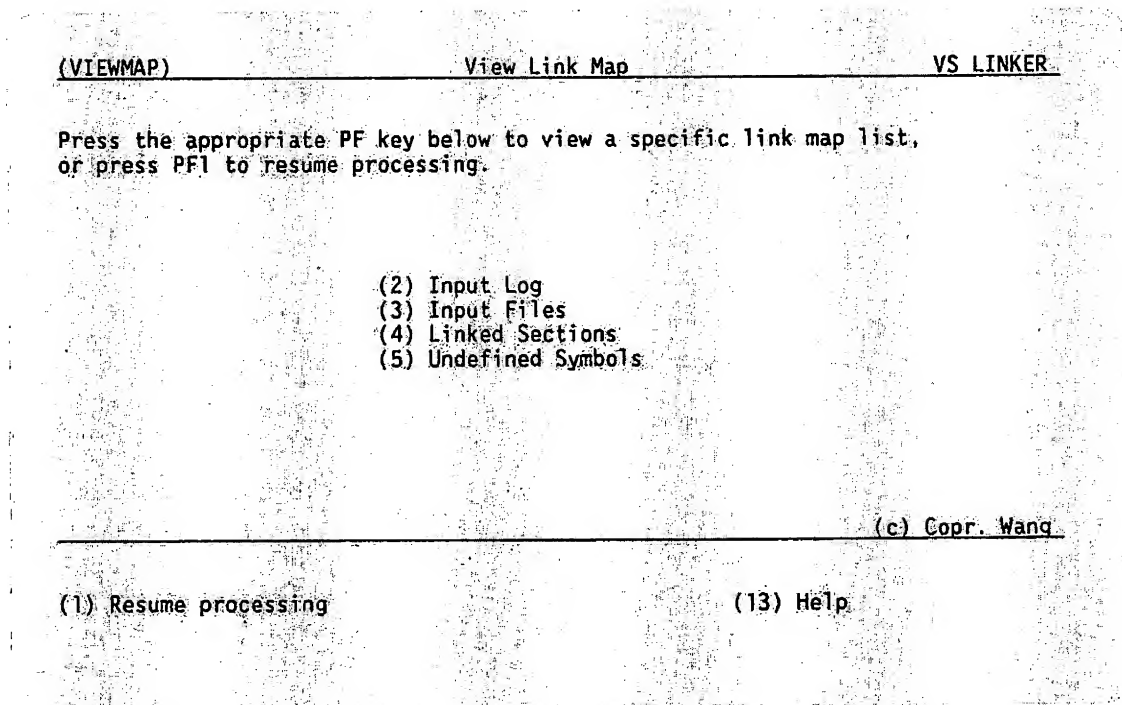 (VIEWMAP) View Link Map VS LINKER
Press the appropriate PF key below to view a specific link map list,
or press PF1 to resume processing.
(2) Input Log
(3) Input Files
(4) Linked Sections
(5) Undefined Symbols
(c) Copr. Wang
(1) Resume processing (13) Help